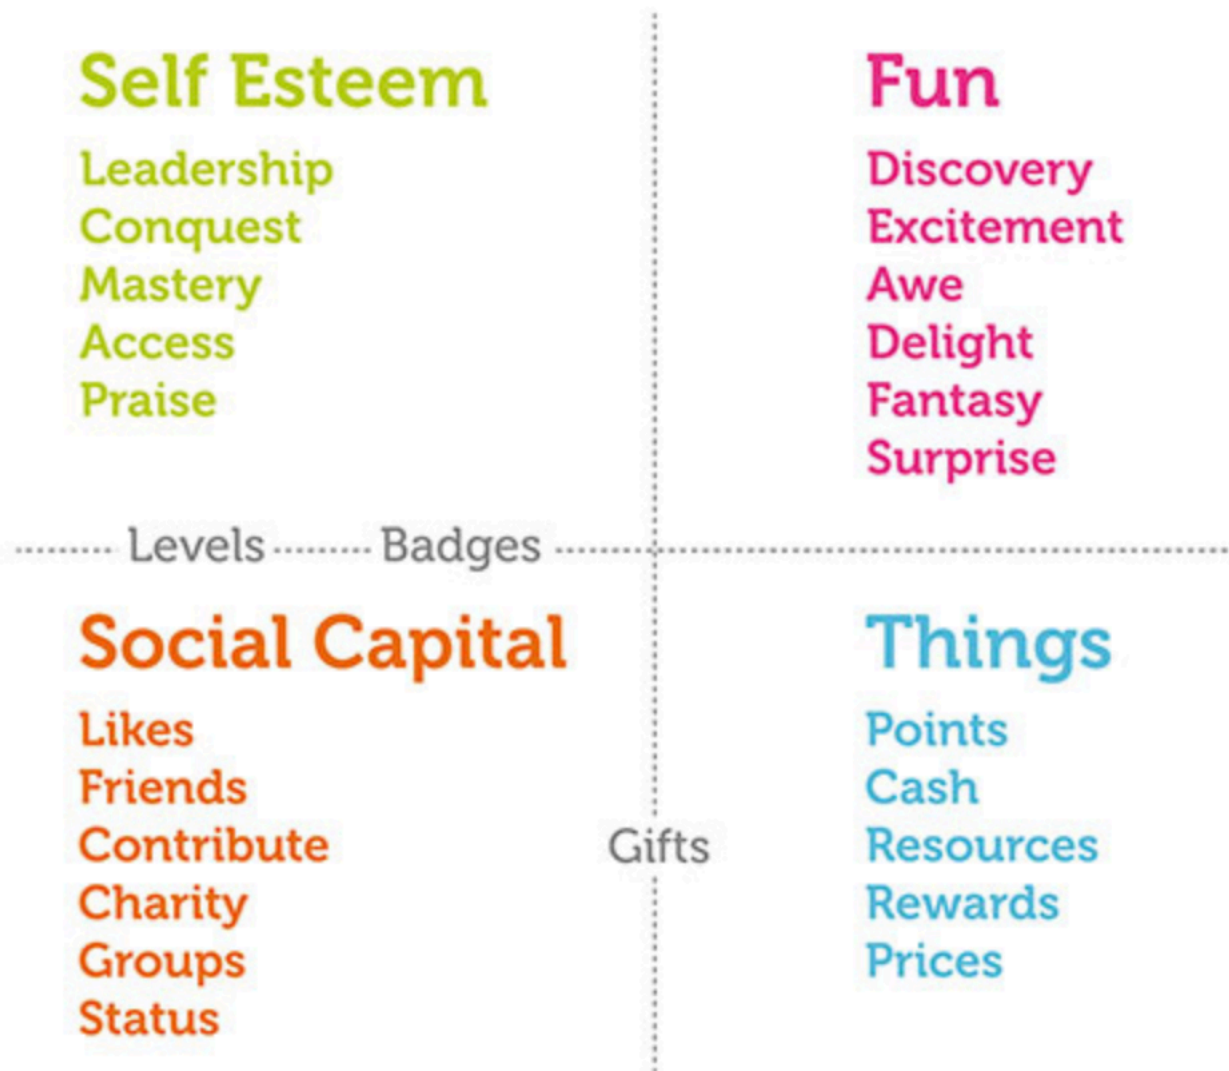 Self Esteem
Leadership
Conquest
Mastery
Access
Praise
Fun
Discovery
Excitement
Awe
Delight
Fantasy
Surprise
Levels Badges
Social Capital
Likes
Friends
Contribute
Charity
Groups
Status
Gifts
Things
Points
Cash
Resources
Rewards
Prices